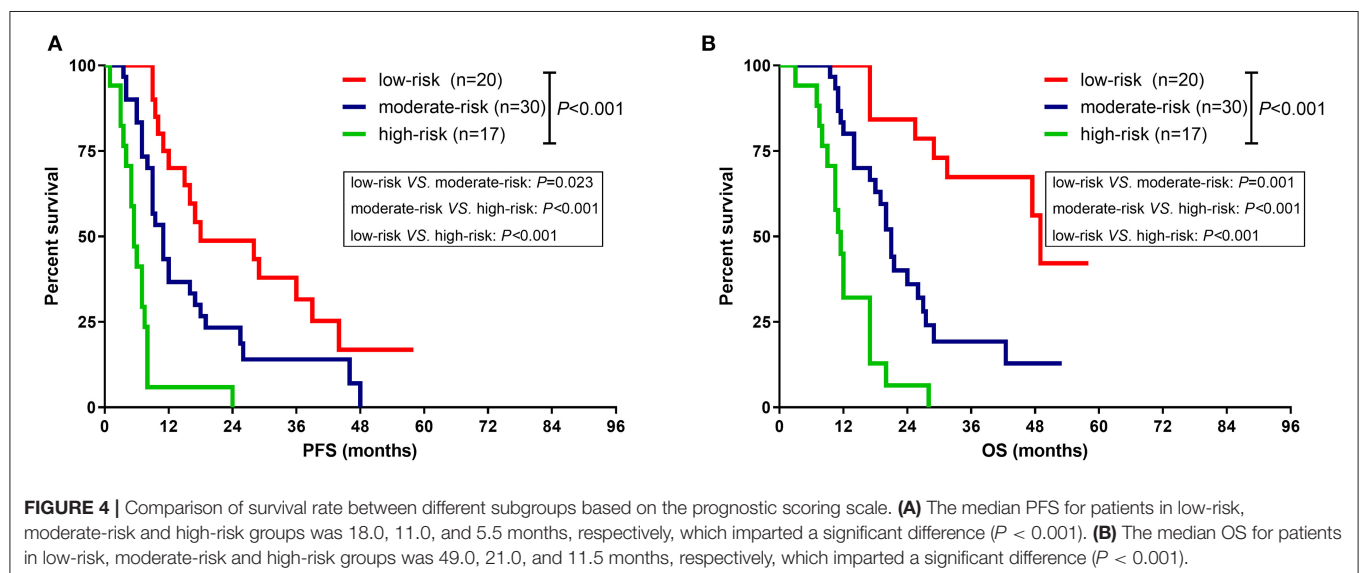 A
Percent survival
100
75
50
25
0
low-risk (n=20)
moderate-risk (n=30)
high-risk (n=17)
P<0.001
low-risk VS. moderate-risk: P=0.023
moderate-risk VS. high-risk: P<0.001
low-risk VS. high-risk: P<0.001
0 12 24 36 48 60 72 84 96
PFS (months)
B
Percent survival
100
75
50
25
0
low-risk (n=20)
moderate-risk (n=30)
high-risk (n=17)
P<0.001
low-risk VS. moderate-risk: P=0.001
moderate-risk VS. high-risk: P<0.001
low-risk VS. high-risk: P<0.001
0 12 24 36 48 60 72 84 96
OS (months)
FIGURE 4 | Comparison of survival rate between different subgroups based on the prognostic scoring scale. (A) The median PFS for patients in low-risk,
moderate-risk and high-risk groups was 18.0, 11.0, and 5.5 months, respectively, which imparted a significant difference (P < 0.001). (B) The median OS for patients
in low-risk, moderate-risk and high-risk groups was 49.0, 21.0, and 11.5 months, respectively, which imparted a significant difference (P < 0.001).